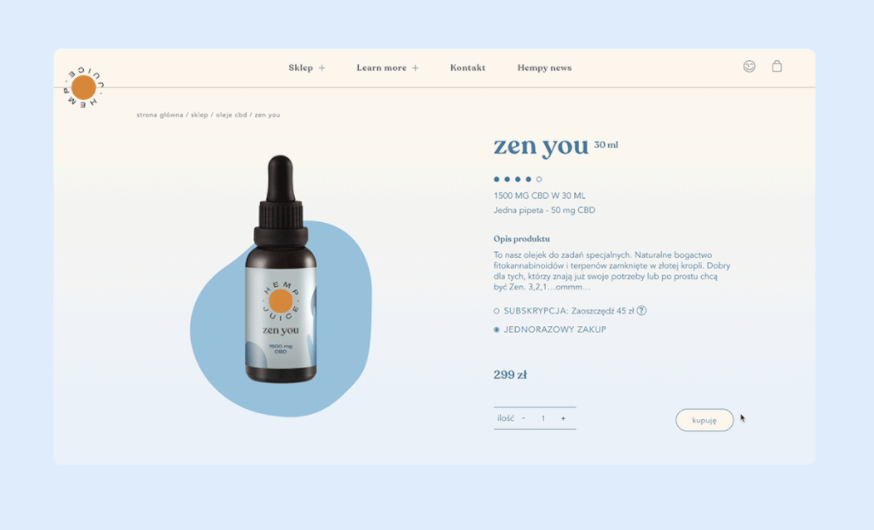 Sklep +
Learn more +
Kontakt
Hempy news
HEMP · JUICE ·
strona główna / sklep / oleje cbd / zen you
zen you 30 ml
1500 MG CBD W 30 ML
Jedna pipeta - 50 mg CBD
Opis produktu
To nasz olejek do zadań specjalnych. Naturalne bogactwo
fitokannabinoidów i terpenów zamknięte w złotej kropli. Dobry
dla tych, którzy znają już swoje potrzeby lub po prostu chcą
być Zen. 3,2,1...ommm...
SUBSKRYPCJA: Zaoszczędź 45 zł ?
JEDNORAZOWY ZAKUP
299 zł
ilość - 1 +
kupuję
HEMP
· JUICE ·
zen you
1500 mg
CBD